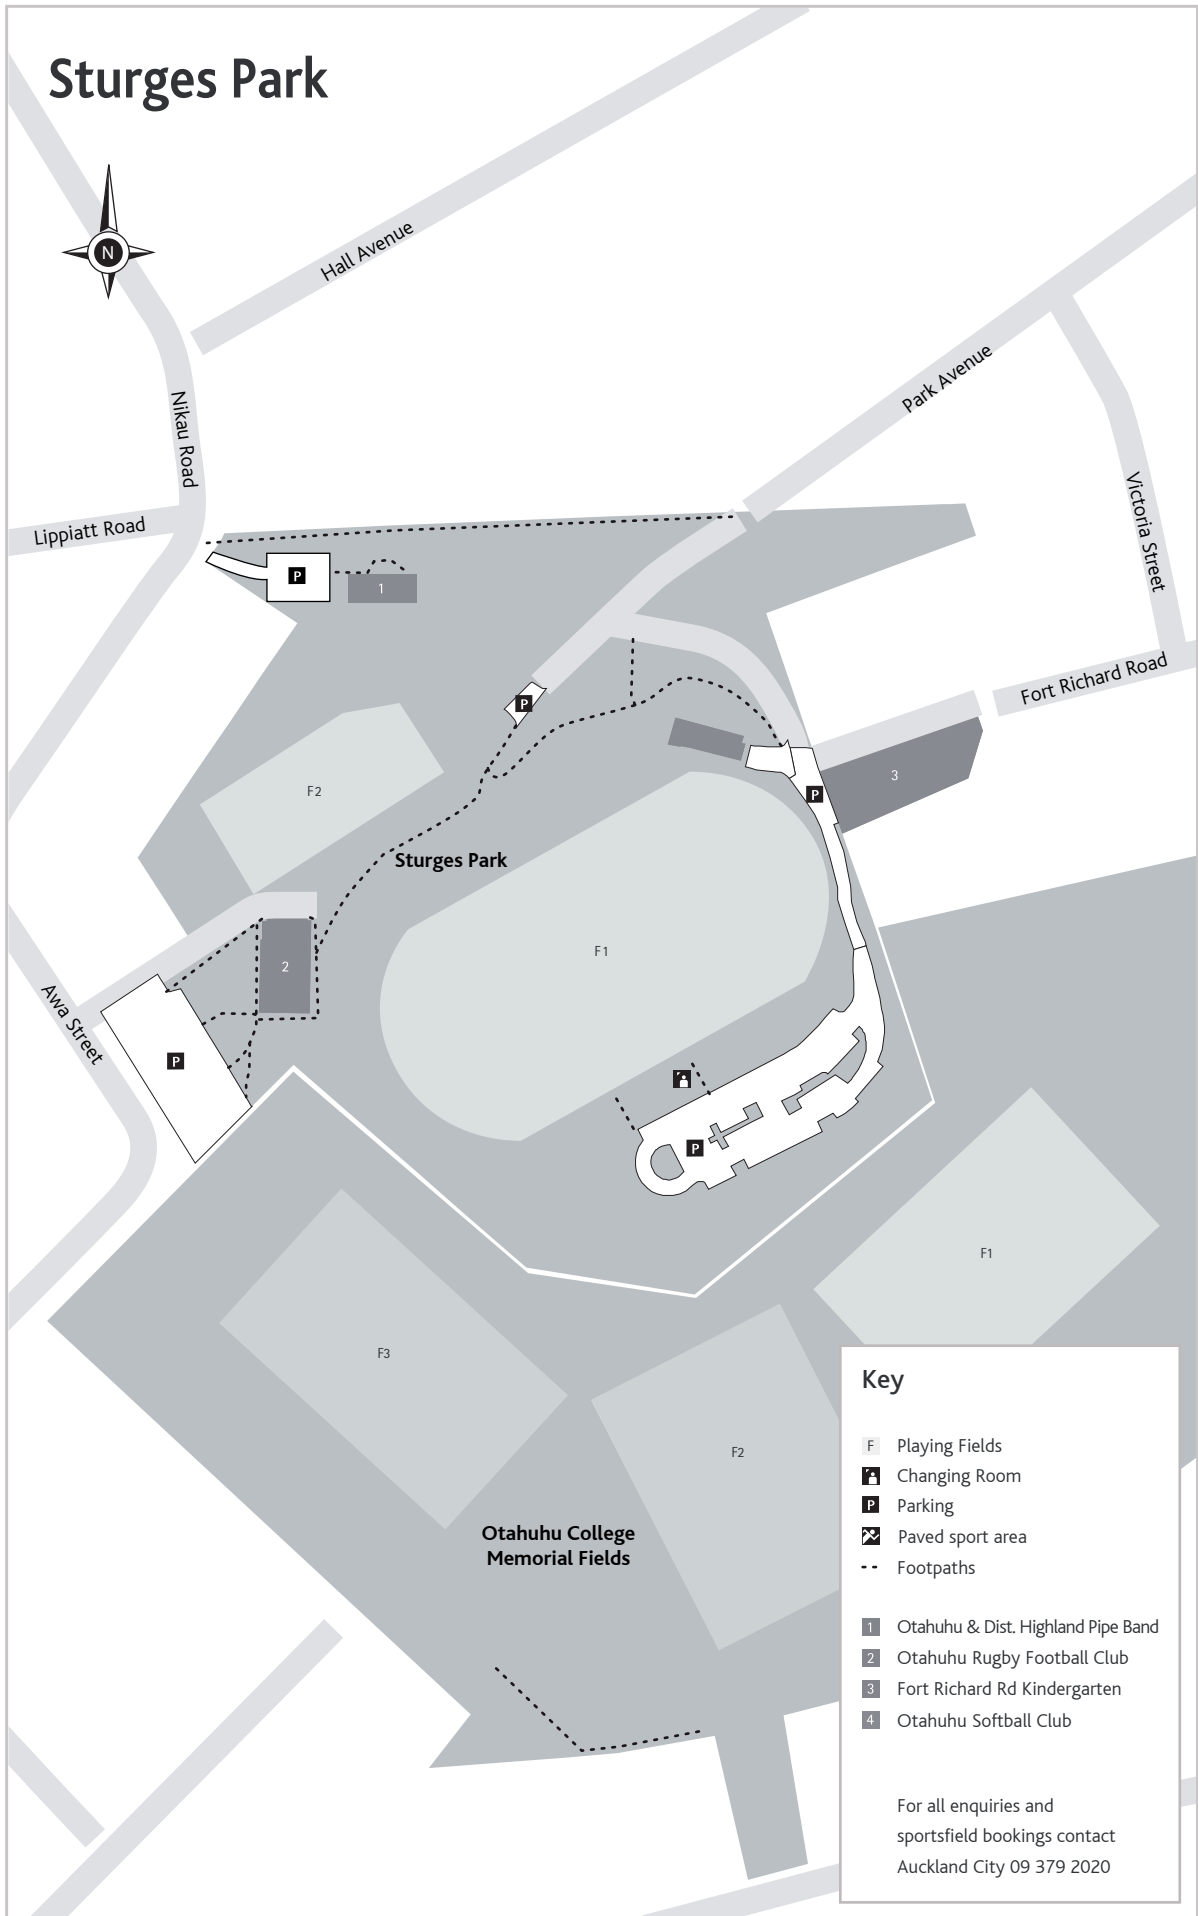 Sturges Park
N
Hall Avenue
Park Avenue
Nikau Road
Victoria Street
Lippiatt Road
P
1
Fort Richard Road
P
3
F2
P
Sturges Park
F1
2
Awa Street
P
P
F1
F3
F2
Otahuhu College
Memorial Fields
Key
F Playing Fields
Changing Room
P Parking
Paved sport area
Footpaths
1 Otahuhu & Dist. Highland Pipe Band
2 Otahuhu Rugby Football Club
3 Fort Richard Rd Kindergarten
4 Otahuhu Softball Club
For all enquiries and
sportsfield bookings contact
Auckland City 09 379 2020